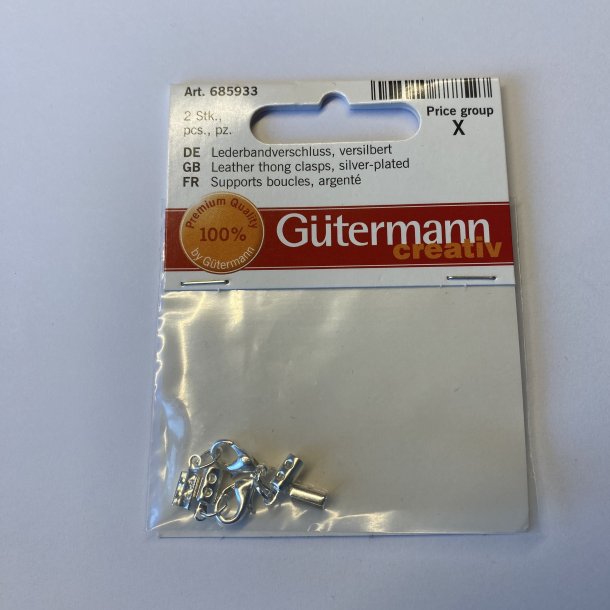 Art. 685933
2 Stk.,
pcs., pz.
Price group
X
DE Lederbandverschluss, versilbert
GB Leather thong clasps, silver-plated
FR Supports boucles, argenté
Premium Quality
100%
by Gütermann
Gütermann
creativ